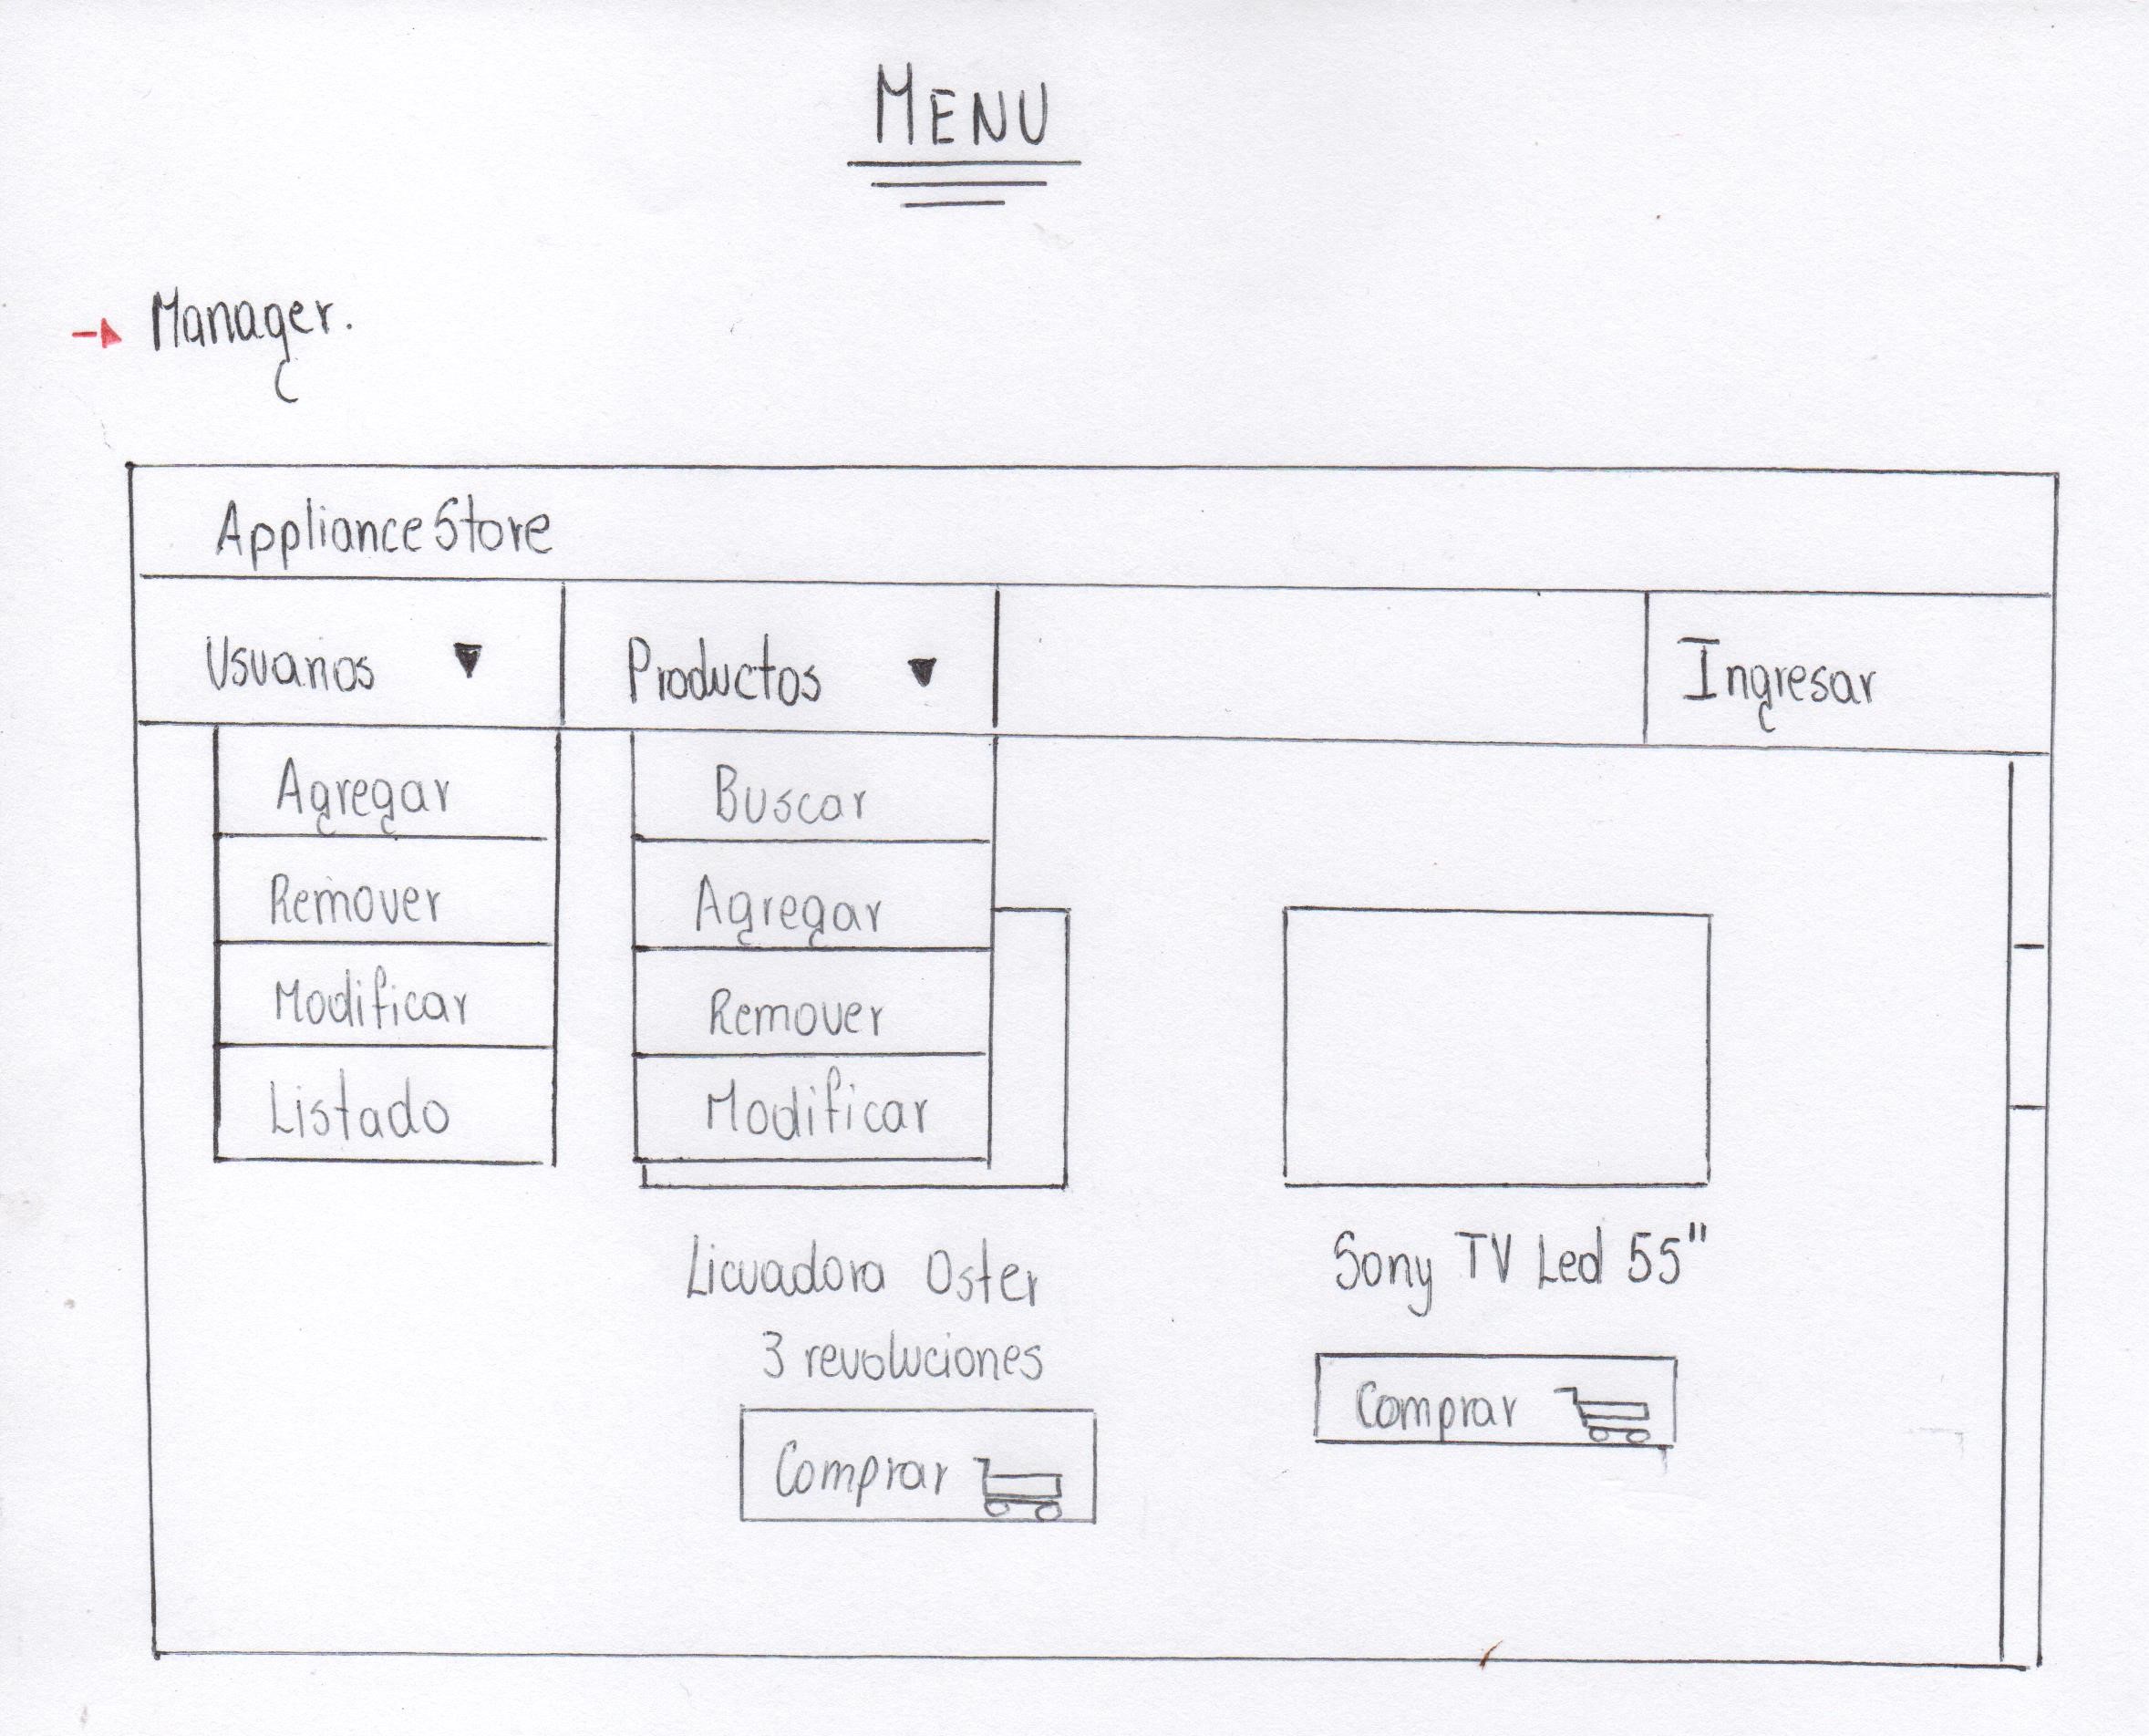 MENU
Manager.
ApplianceStore
Usuarios
Productos
Ingresar
Agregar
Remover
Modificar
Listado
Buscar
Agregar
Remover
Modificar
Licuadora Oster
3 revoluciones
Comprar
Sony TV Led 55"
Comprar